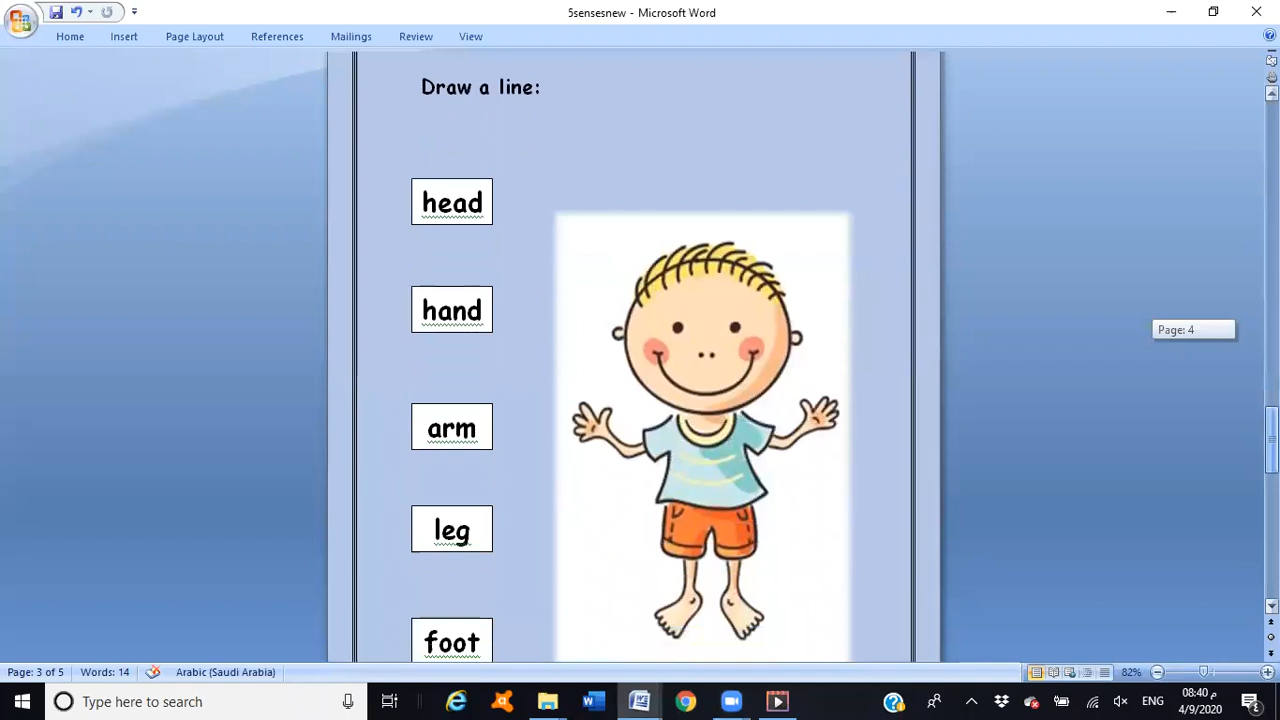 5sensesnew - Microsoft Word
Home Insert Page Layout References Mailings Review View
Draw a line:
head
hand
arm
leg
foot
Page: 4
Page: 3 of 5 Words: 14 Arabic (Saudi Arabia) 82%
Type here to search
ENG
08:40 م
4/9/2020